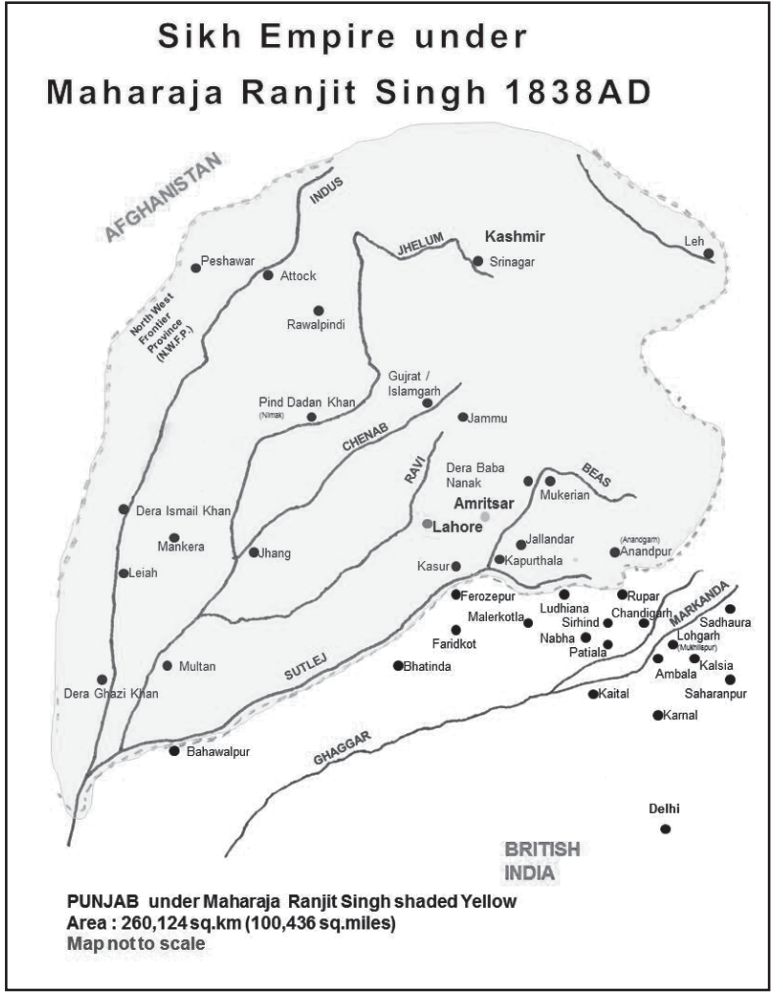 Sikh Empire under
Maharaja Ranjit Singh 1838AD
AFGHANISTAN
INDUS
JHELUM
Kashmir
Srinagar
Leh
Peshawar
Attock
North West
Frontier
Province
(N.W.F.P.)
Rawalpindi
Gujrat /
Islamgarh
Pind Dadan Khan
(Nimak)
Jammu
CHENAB
RAVI
Dera Baba
Nanak
BEAS
Mukerian
Amritsar
Lahore
Dera Ismail Khan
Mankera
Jhang
Jallandar
(Anandgarh)
Anandpur
Kapurthala
Kasur
Leiah
Ferozepur
Ludhiana
Rupar
MARKANDA
Malerkotla
Sirhind
Chandigarh
Sadhaura
Faridkot
Nabha
Lohgarh
(Mukhlispur)
Patiala
Multan
SUTLEJ
Bhatinda
Ambala
Kalsia
Dera Ghazi Khan
Kaital
Saharanpur
Karnal
Bahawalpur
GHAGGAR
Delhi
BRITISH
INDIA
PUNJAB under Maharaja Ranjit Singh shaded Yellow
Area : 260,124 sq.km (100,436 sq.miles)
Map not to scale